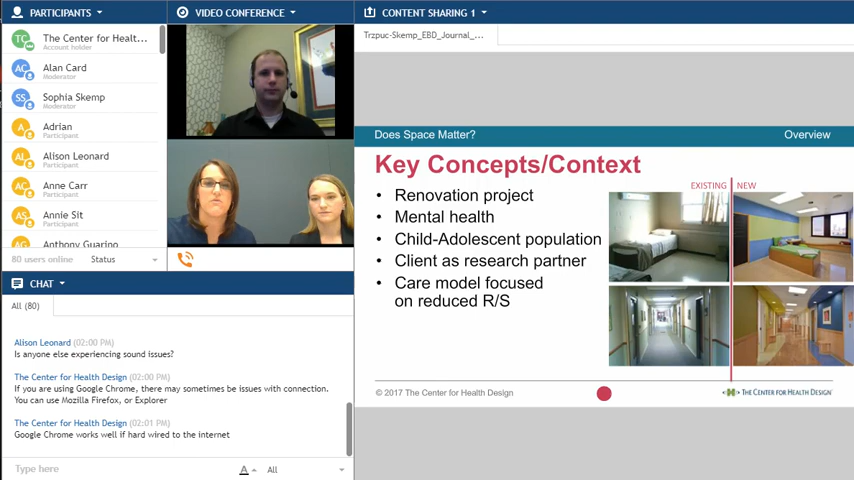 PARTICIPANTS
TC
The Center for Healt...
Account holder
AC
Alan Card
Moderator
SS
Sophia Skemp
Moderator
A
Adrian
Participant
AL
Alison Leonard
Participant
AC
Anne Carr
Participant
AS
Annie Sit
Participant
Anthony Guarino
80 users online
Status
VIDEO CONFERENCE
CHAT
All (80)
Alison Leonard (02:00 PM)
Is anyone else experiencing sound issues?
The Center for Health Design (02:00 PM)
If you are using Google Chrome, there may sometimes be issues with connection.
You can use Mozilla Firefox, or Explorer
The Center for Health Design (02:01 PM)
Google Chrome works well if hard wired to the internet
Type here
A
All
CONTENT SHARING 1
Trzpuc-Skemp_EBD_Journal_...
Does Space Matter?
Overview
Key Concepts/Context
• Renovation project
• Mental health
• Child-Adolescent population
• Client as research partner
• Care model focused
on reduced R/S
EXISTING
NEW
© 2017 The Center for Health Design
THE CENTER FOR HEALTH DESIGN.